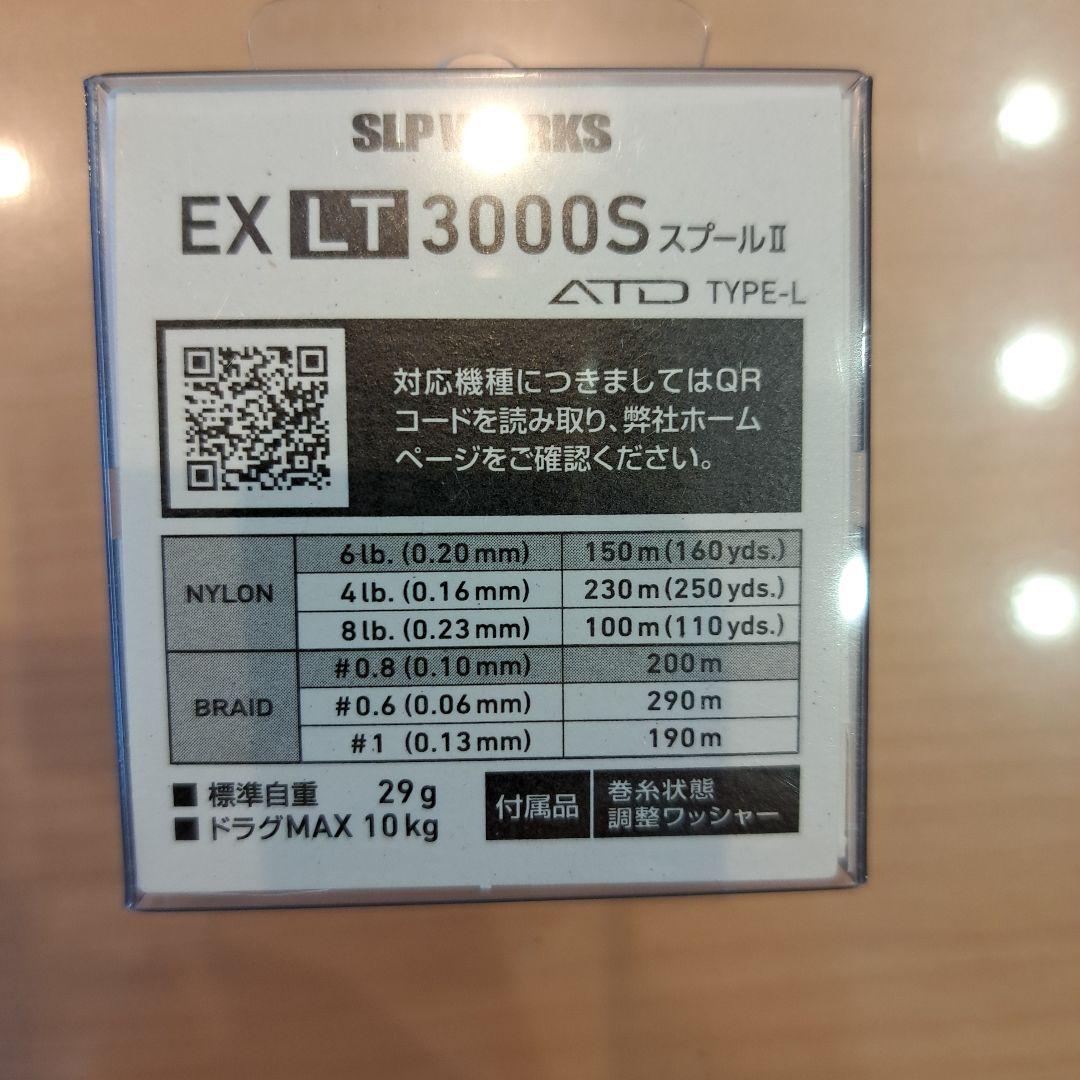 SLP WORKS
EX LT 3000S スプールII
ATD TYPE-L
対応機種につきましてはQR
コードを読み取り、弊社ホーム
ページをご確認ください。
NYLON
6lb. (0.20mm) 150m(160yds.)
4lb. (0.16mm) 230m(250yds.)
8lb. (0.23mm) 100m(110yds.)
BRAID
#0.8 (0.10mm) 200m
#0.6 (0.06mm) 290m
#1 (0.13mm) 190m
■ 標準自重 29g
■ ドラグMAX 10kg
付属品
巻糸状態
調整ワッシャー